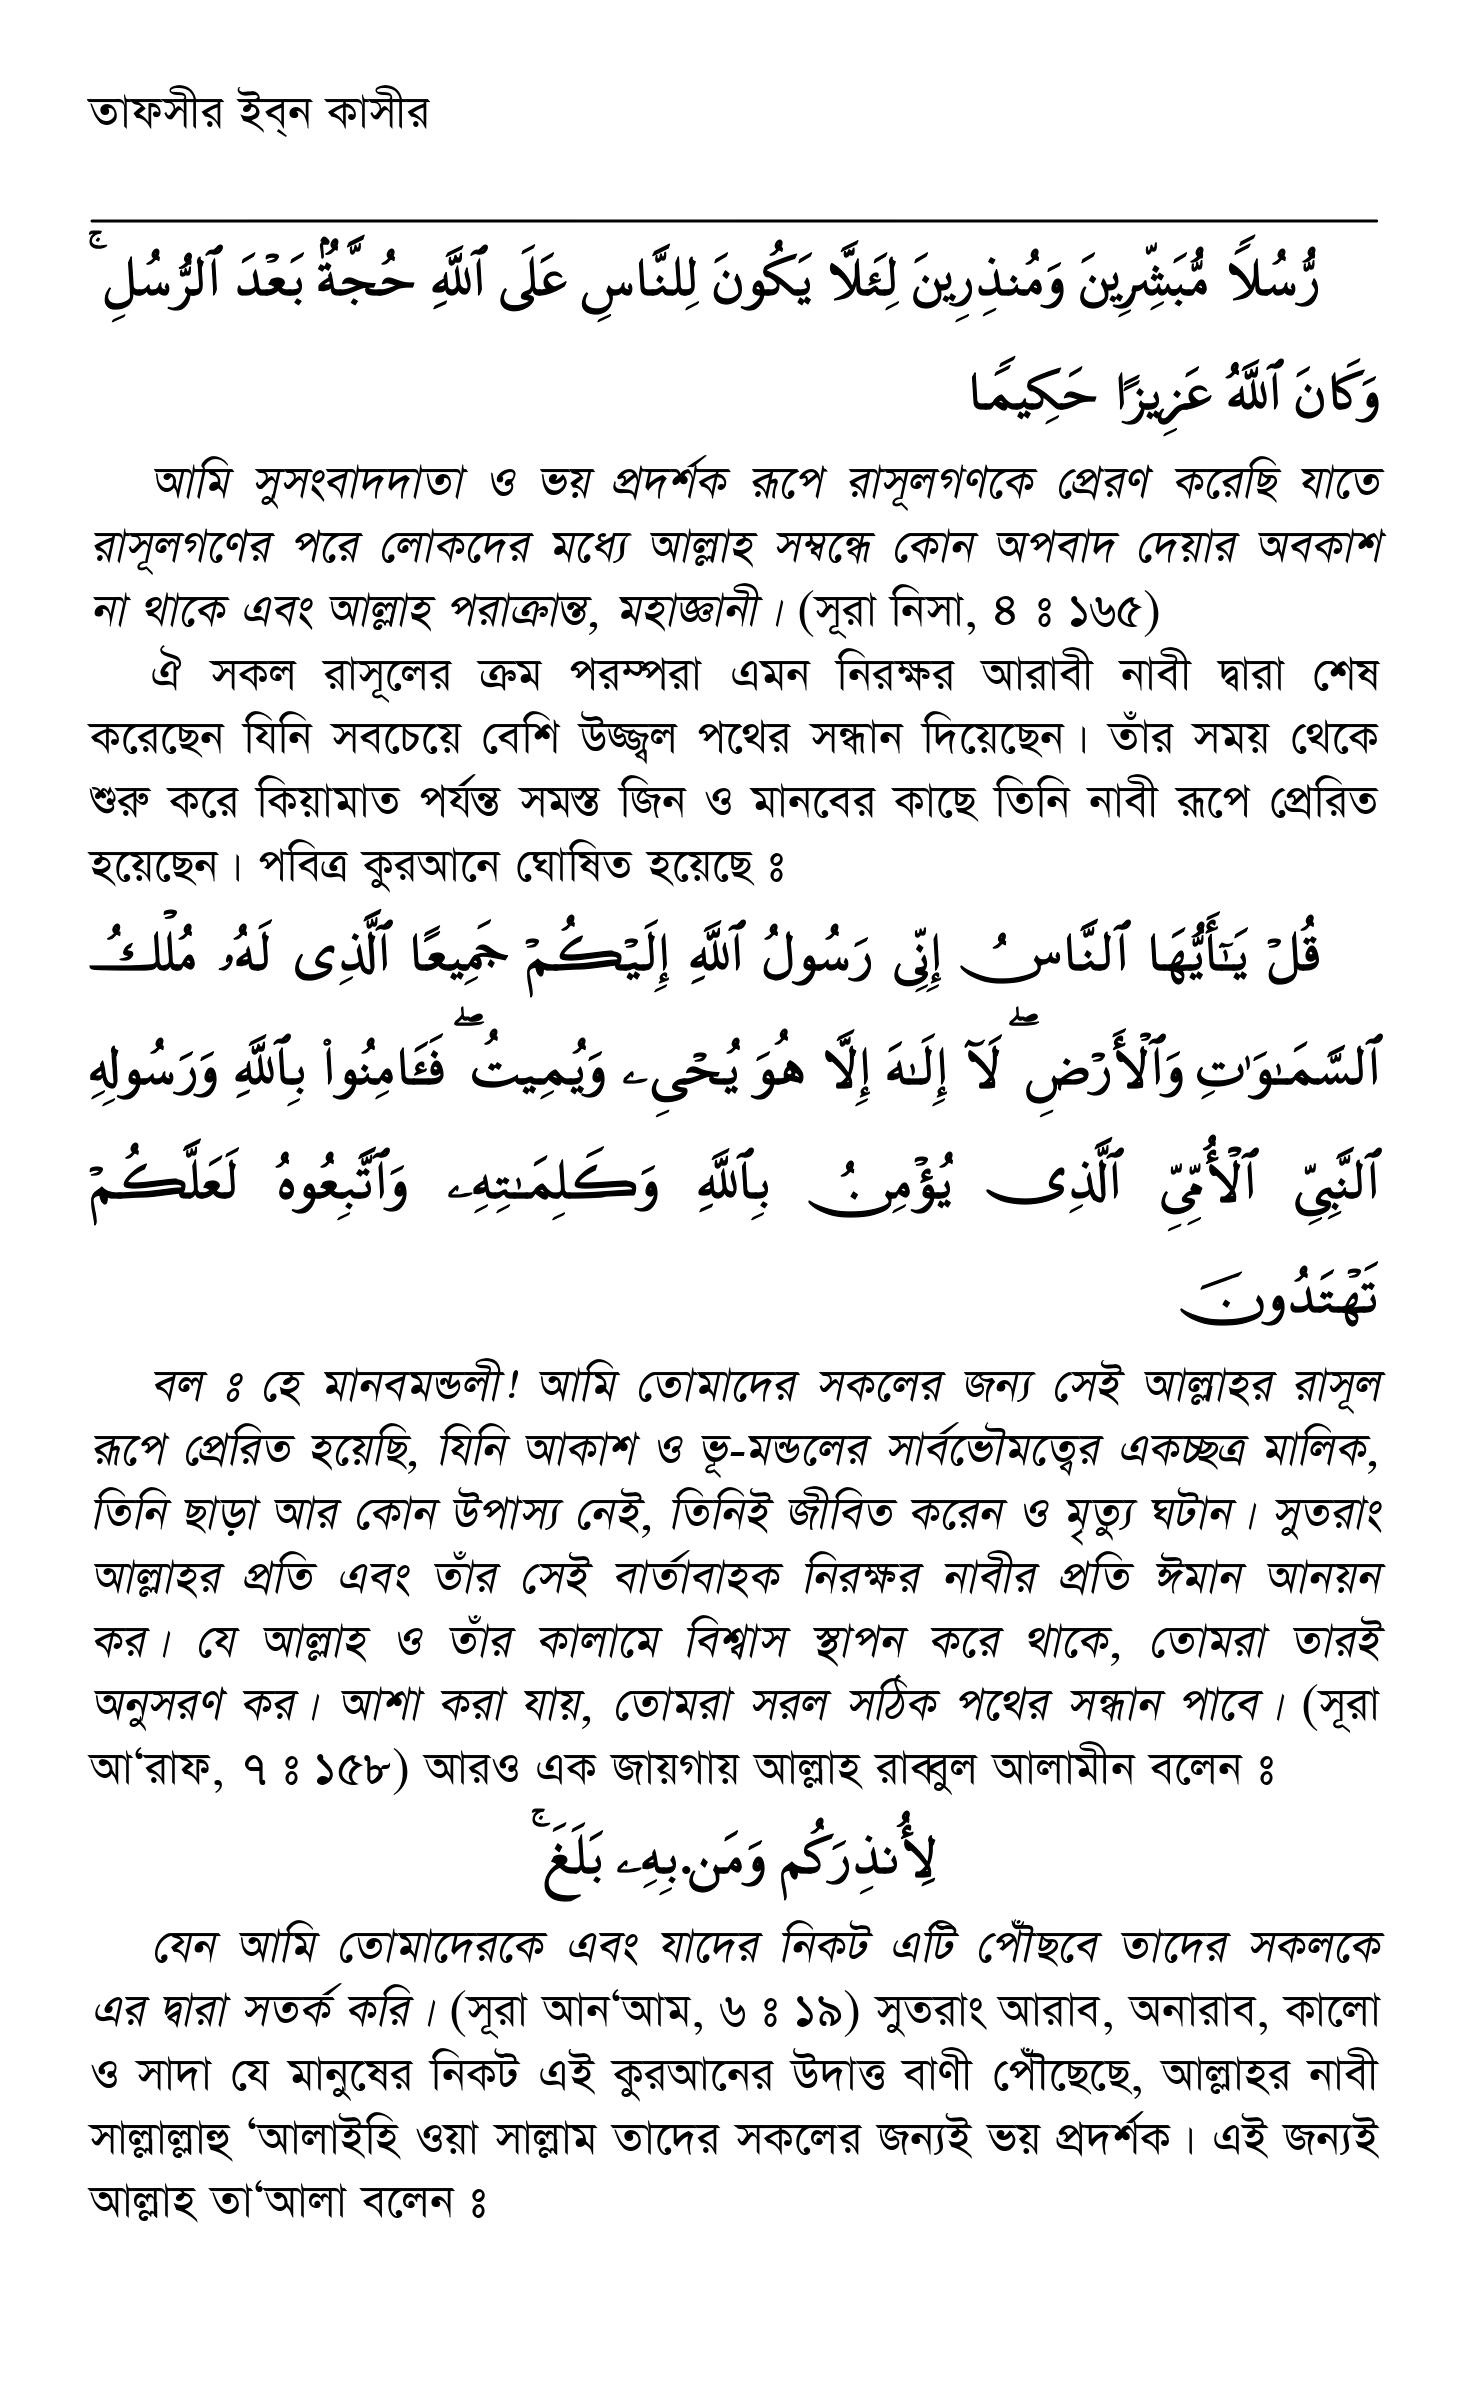 তাফসীর ইব্‌ন কাসীর
رُّسُلاً مُّبَشِّرِينَ وَمُنذِرِينَ لِئَلَّا يَكُونَ لِلنَّاسِ عَلَى ٱللَّهِ حُجَّةٌۢ بَعْدَ ٱلرُّسُلِ ۚ
وَكَانَ ٱللَّهُ عَزِيزًا حَكِيمًا
আমি সুসংবাদদাতা ও ভয় প্রদর্শক রূপে রাসূলগণকে প্রেরণ করেছি যাতে
রাসূলগণের পরে লোকদের মধ্যে আল্লাহ সম্বন্ধে কোন অপবাদ দেয়ার অবকাশ
না থাকে এবং আল্লাহ পরাক্রান্ত, মহাজ্ঞানী। (সূরা নিসা, ৪ ঃ ১৬৫)
ঐ সকল রাসূলের ক্রম পরম্পরা এমন নিরক্ষর আরাবী নাবী দ্বারা শেষ
করেছেন যিনি সবচেয়ে বেশি উজ্জ্বল পথের সন্ধান দিয়েছেন। তাঁর সময় থেকে
শুরু করে কিয়ামাত পর্যন্ত সমস্ত জিন ও মানবের কাছে তিনি নাবী রূপে প্রেরিত
হয়েছেন। পবিত্র কুরআনে ঘোষিত হয়েছে ঃ
قُلْ يَـٰٓأَيُّهَا ٱلنَّاسُ إِنِّى رَسُولُ ٱللَّهِ إِلَيْكُمْ جَمِيعًا ٱلَّذِى لَهُۥ مُلْكُ
ٱلسَّمَـٰوَٰتِ وَٱلْأَرْضِ ۖ لَآ إِلَـٰهَ إِلَّا هُوَ يُحْىِۦ وَيُمِيتُ ۖ فَـَٔامِنُوا۟ بِٱللَّهِ وَرَسُولِهِ
ٱلنَّبِىِّ ٱلْأُمِّىِّ ٱلَّذِى يُؤْمِنُ بِٱللَّهِ وَكَلِمَـٰتِهِۦ وَٱتَّبِعُوهُ لَعَلَّكُمْ
تَهْتَدُونَ
বল ঃ হে মানবমন্ডলী! আমি তোমাদের সকলের জন্য সেই আল্লাহর রাসূল
রূপে প্রেরিত হয়েছি, যিনি আকাশ ও ভূ-মন্ডলের সার্বভৌমত্বের একচ্ছত্র মালিক,
তিনি ছাড়া আর কোন উপাস্য নেই, তিনিই জীবিত করেন ও মৃত্যু ঘটান। সুতরাং
আল্লাহর প্রতি এবং তাঁর সেই বার্তাবাহক নিরক্ষর নাবীর প্রতি ঈমান আনয়ন
কর। যে আল্লাহ ও তাঁর কালামে বিশ্বাস স্থাপন করে থাকে, তোমরা তারই
অনুসরণ কর। আশা করা যায়, তোমরা সরল সঠিক পথের সন্ধান পাবে। (সূরা
আ‘রাফ, ৭ ঃ ১৫৮) আরও এক জায়গায় আল্লাহ রাব্বুল আলামীন বলেন ঃ
لِأُنذِرَكُم وَمَنۢ بِهِۦ بَلَغَ ۚ
যেন আমি তোমাদেরকে এবং যাদের নিকট এটি পৌঁছবে তাদের সকলকে
এর দ্বারা সতর্ক করি। (সূরা আন‘আম, ৬ ঃ ১৯) সুতরাং আরাব, অনারাব, কালো
ও সাদা যে মানুষের নিকট এই কুরআনের উদাত্ত বাণী পৌঁছেছে, আল্লাহর নাবী
সাল্লাল্লাহু ‘আলাইহি ওয়া সাল্লাম তাদের সকলের জন্যই ভয় প্রদর্শক। এই জন্যই
আল্লাহ তা‘আলা বলেন ঃ